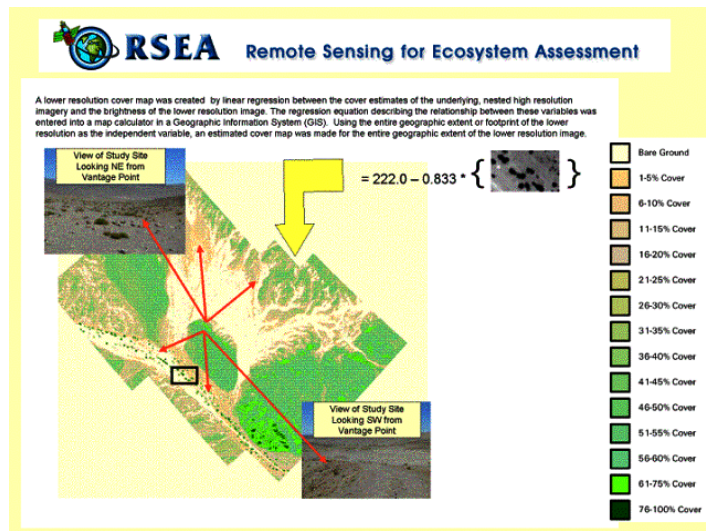 RSEA Remote Sensing for Ecosystem Assessment
A lower resolution cover map was created by linear regression between the cover estimates of the underlying, nested high resolution
imagery and the brightness of the lower resolution image. The regression equation describing the relationship between these variables was
entered into a map calculator in a Geographic Information System (GIS). Using the entire geographic extent or footprint of the lower
resolution as the independent variable, an estimated cover map was made for the entire geographic extent of the lower resolution image.
View of Study Site
Looking NE from
Vantage Point
= 222.0 – 0.833 * { }
View of Study Site
Looking SW from
Vantage Point
Bare Ground
1-5% Cover
6-10% Cover
11-15% Cover
16-20% Cover
21-25% Cover
26-30% Cover
31-35% Cover
36-40% Cover
41-45% Cover
46-50% Cover
51-55% Cover
56-60% Cover
61-75% Cover
76-100% Cover